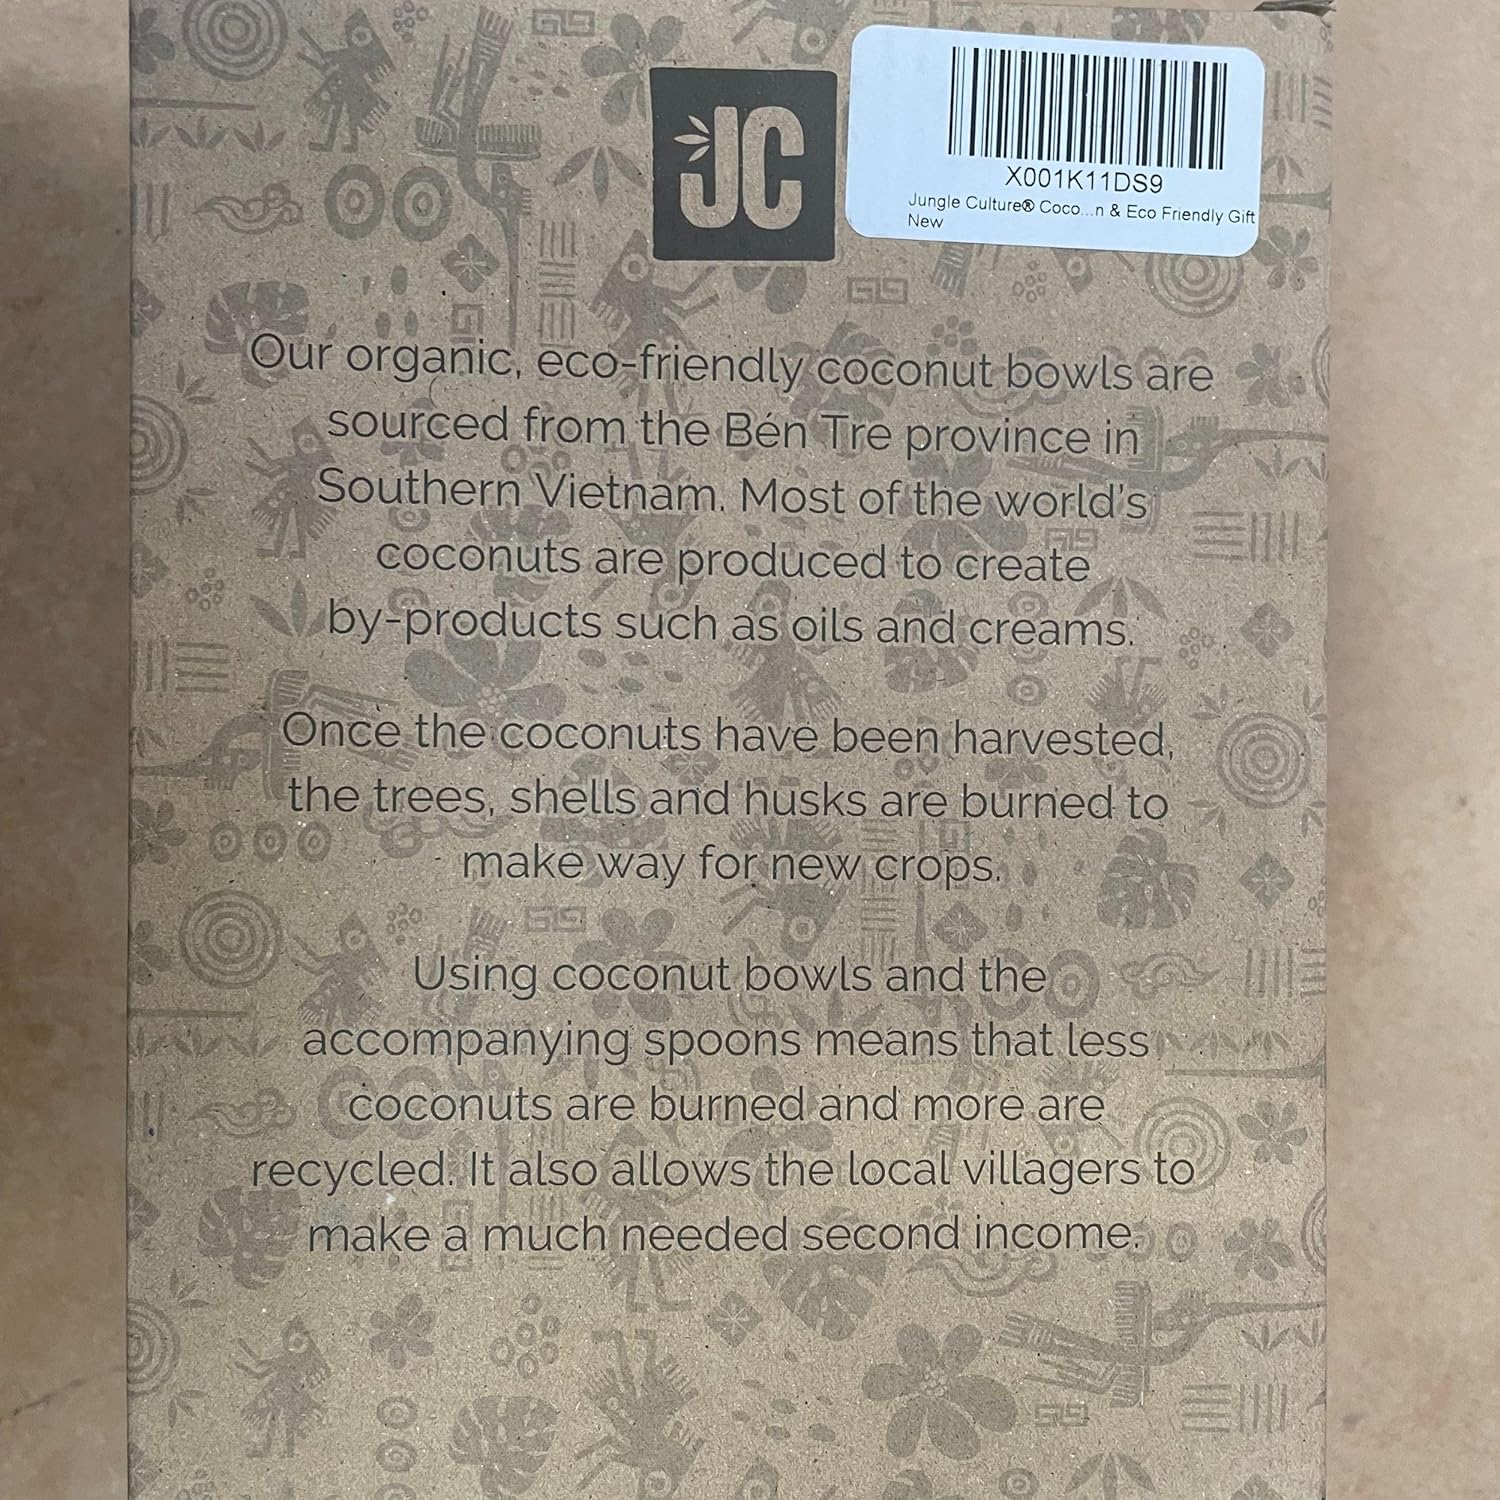 JC
X001K11DS9
Jungle Culture® Coco...n & Eco Friendly Gift
New
Our organic, eco-friendly coconut bowls are
sourced from the Bén Tre province in
Southern Vietnam. Most of the world's
coconuts are produced to create
by-products such as oils and creams.
Once the coconuts have been harvested,
the trees, shells and husks are burned to
make way for new crops.
Using coconut bowls and the
accompanying spoons means that less
coconuts are burned and more are
recycled. It also allows the local villagers to
make a much needed second income.